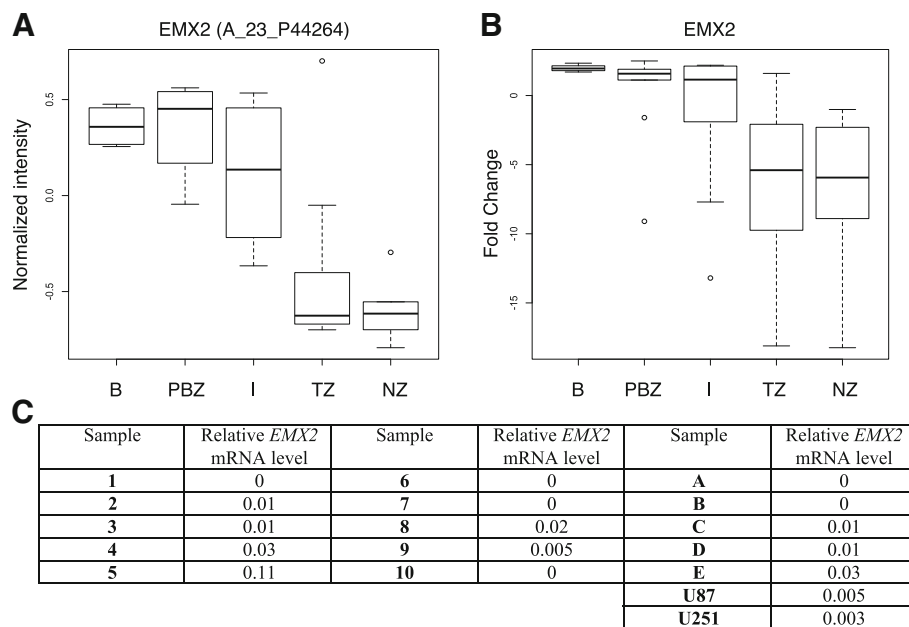 A
EMX2 (A_23_P44264)
Normalized intensity
0.5
0.0
-0.5
B
PBZ
I
TZ
NZ
B
EMX2
Fold Change
0
-5
-10
-15
B
PBZ
I
TZ
NZ
C
Sample Relative EMX2 mRNA level Sample Relative EMX2 mRNA level Sample Relative EMX2 mRNA level
1 0 6 0 A 0
2 0.01 7 0 B 0
3 0.01 8 0.02 C 0.01
4 0.03 9 0.005 D 0.01
5 0.11 10 0 E 0.03
U87 0.005
U251 0.003